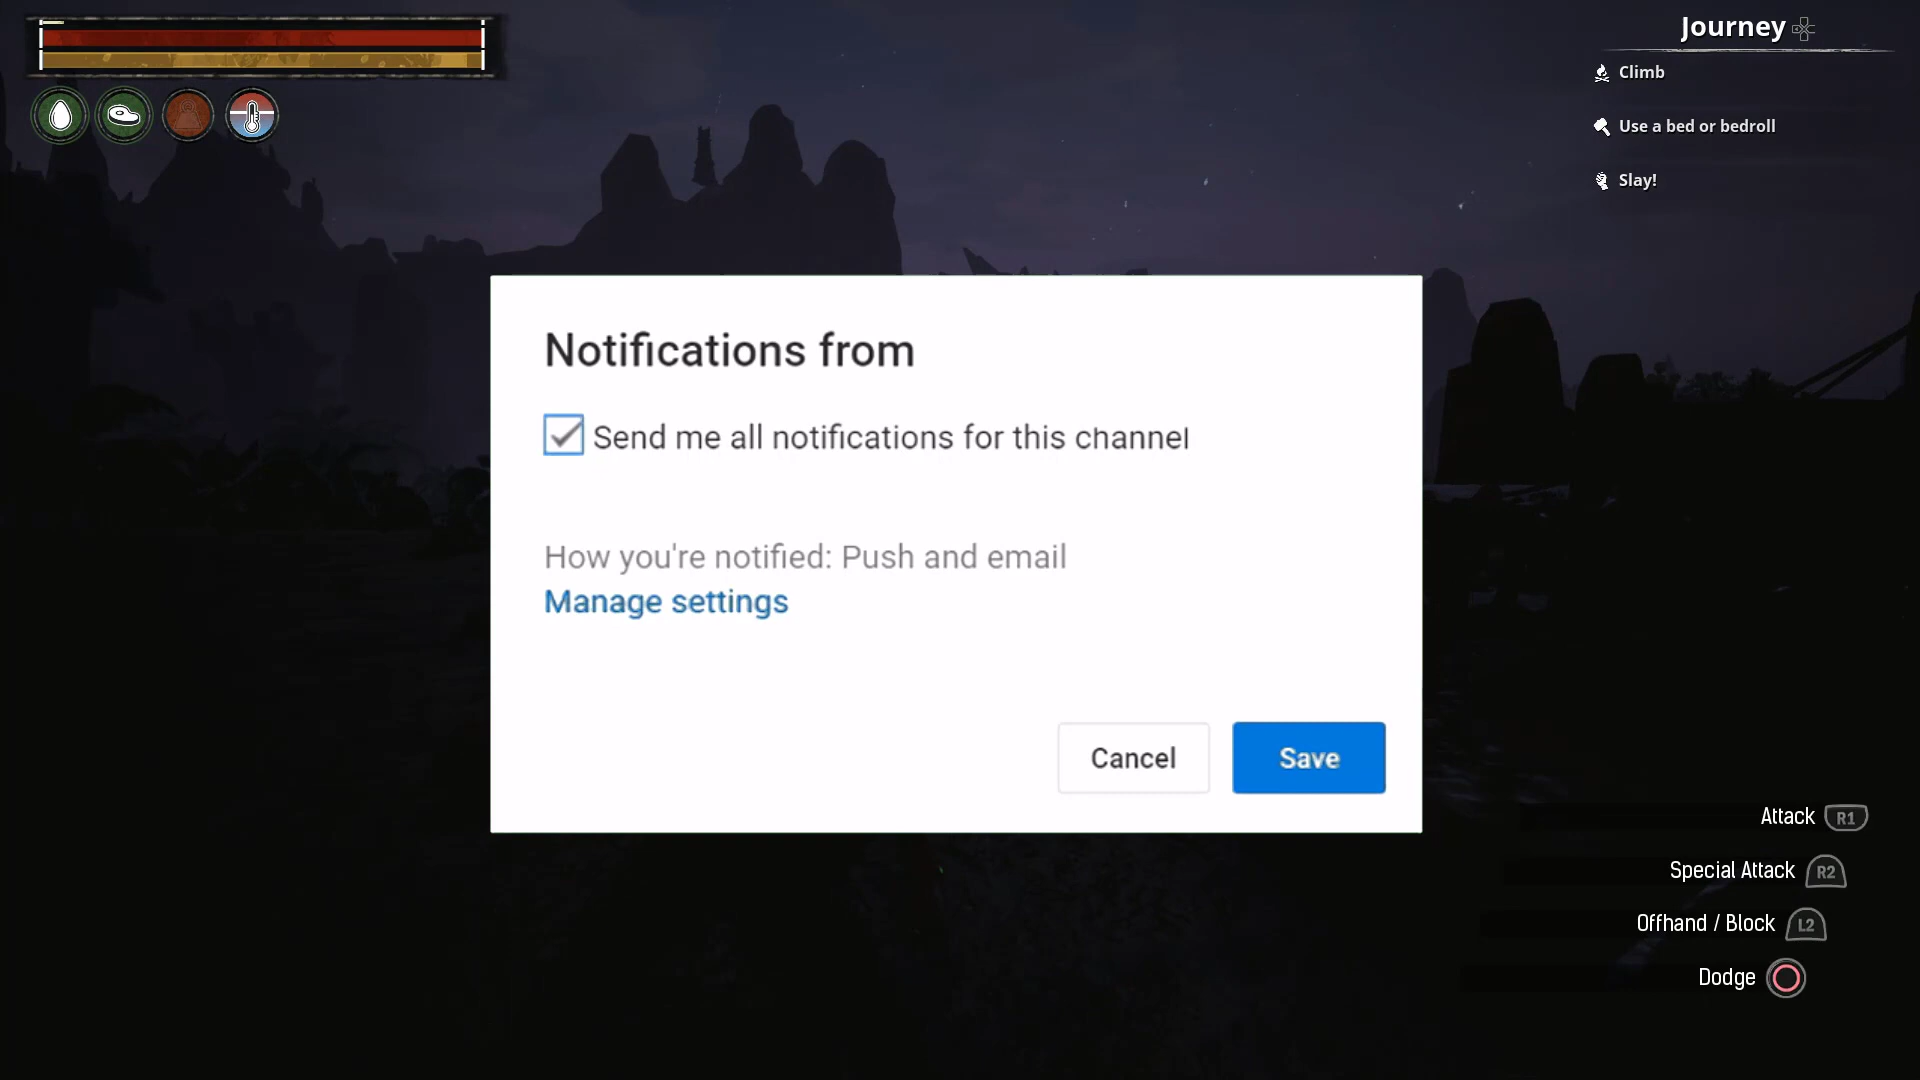 Journey
Climb
Use a bed or bedroll
Slay!
Notifications from
Send me all notifications for this channel
How you're notified: Push and email
Manage settings
Cancel
Save
Attack R1
Special Attack R2
Offhand / Block L2
Dodge